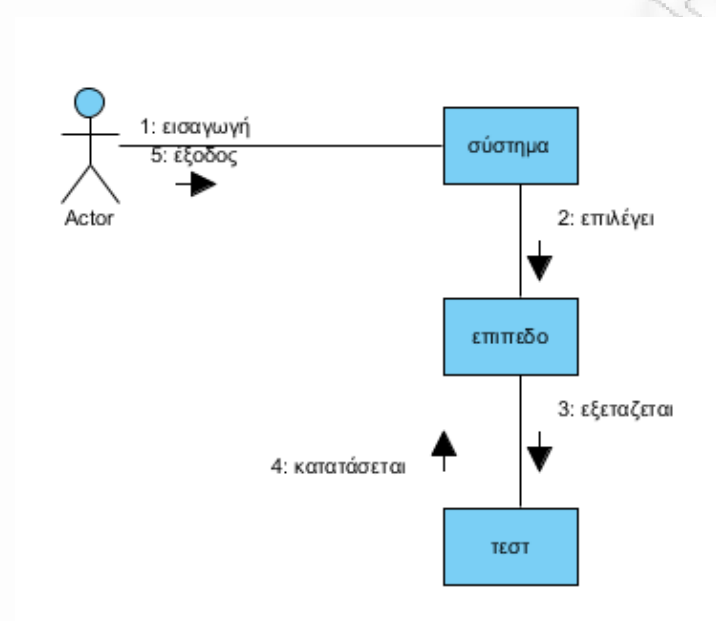 1: εισαγωγή
5: έξοδος
Actor
σύστημα
2: επιλέγει
επιπεδο
3: εξεταζεται
4: κατατάσεται
τεστ